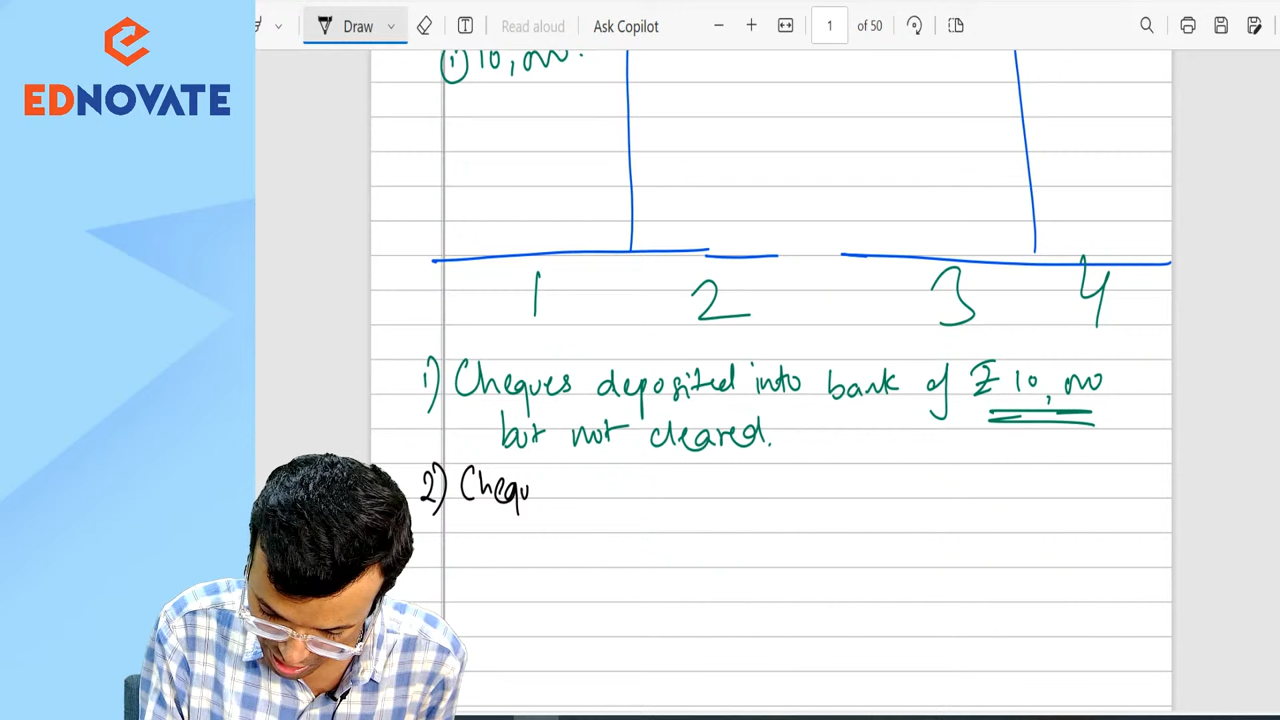 Draw
Read aloud
Ask Copilot
1 of 50
EDNOVATE
① 10,000.
1 2 3 4
1) Cheques deposited into bank of ₹ 10,000
but not cleared.
2) Chequ